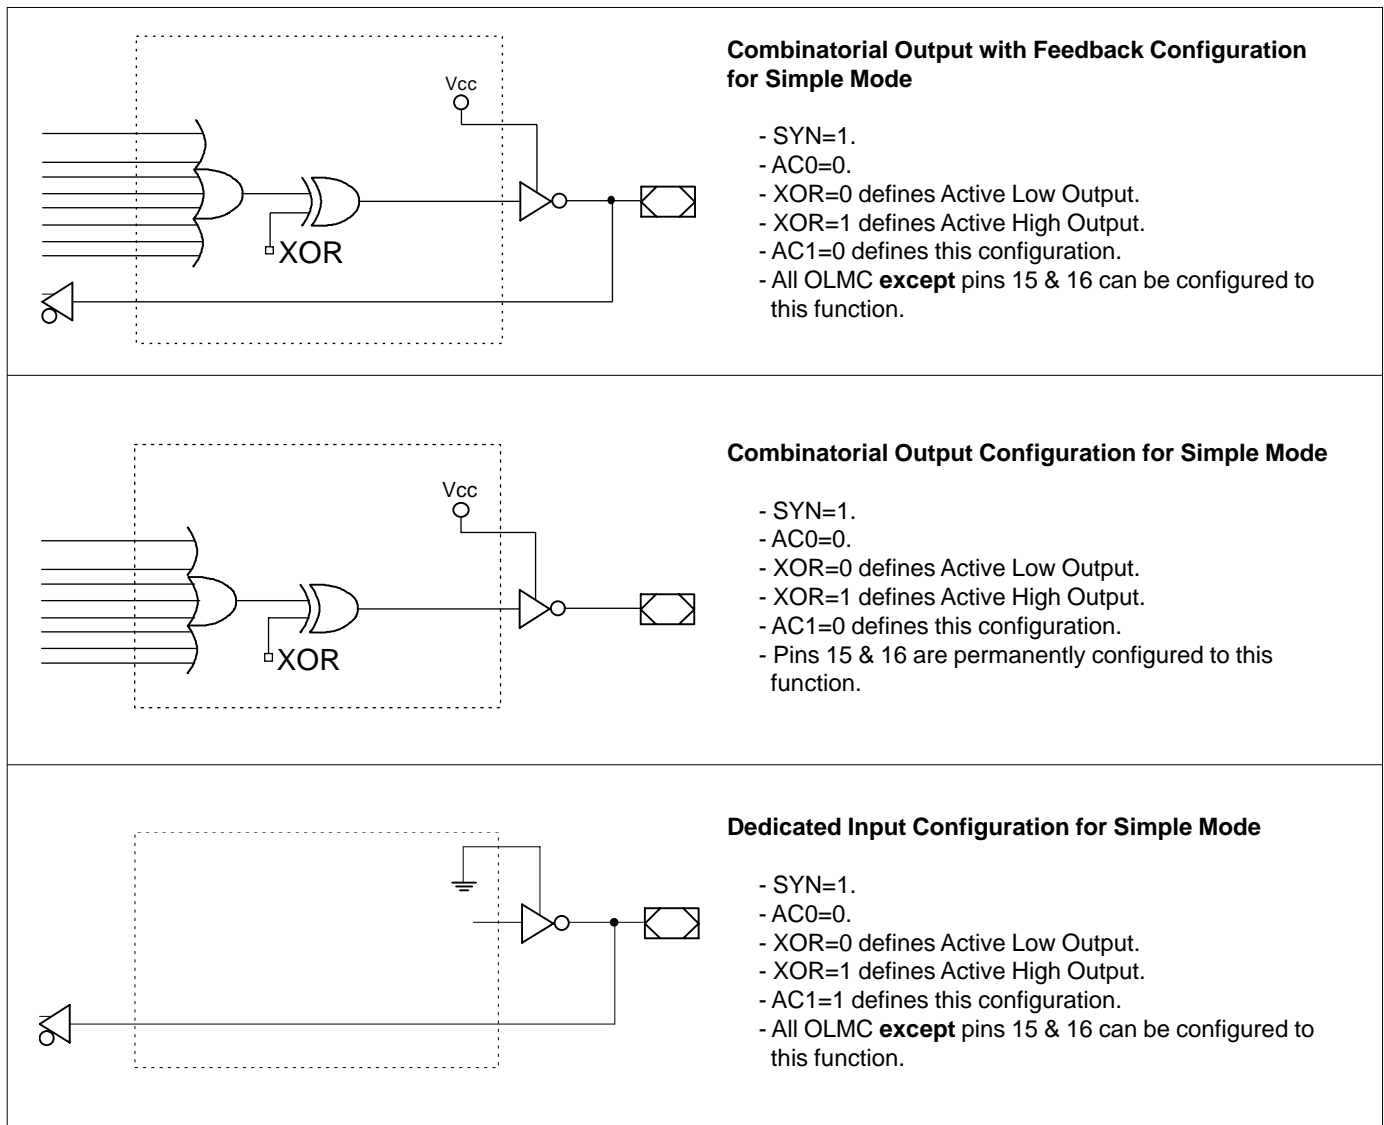 Vcc
XOR
Combinatorial Output with Feedback Configuration
for Simple Mode
- SYN=1.
- AC0=0.
- XOR=0 defines Active Low Output.
- XOR=1 defines Active High Output.
- AC1=0 defines this configuration.
- All OLMC except pins 15 & 16 can be configured to
this function.
Vcc
XOR
Combinatorial Output Configuration for Simple Mode
- SYN=1.
- AC0=0.
- XOR=0 defines Active Low Output.
- XOR=1 defines Active High Output.
- AC1=0 defines this configuration.
- Pins 15 & 16 are permanently configured to this
function.
Dedicated Input Configuration for Simple Mode
- SYN=1.
- AC0=0.
- XOR=0 defines Active Low Output.
- XOR=1 defines Active High Output.
- AC1=1 defines this configuration.
- All OLMC except pins 15 & 16 can be configured to
this function.